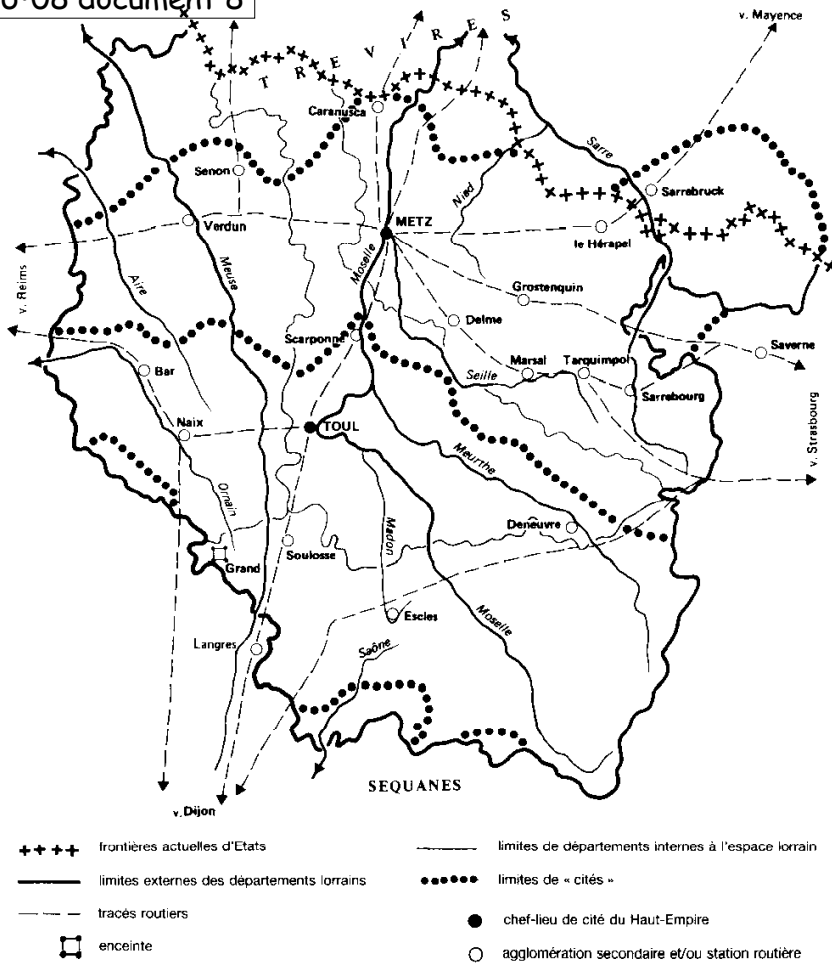 document 8
v. Mayence
T R E V I R E S
Caranusca
Sarre
Senon
Nied
Sarrebruck
METZ
Verdun
le Hérapel
Moselle
v. Reims
Aire
Meuse
Grostenquin
Delme
Scarponne
Saverne
Bar
Marsal
Tarquimpol
Seille
Sarrebourg
Naix
TOUL
v. Strasbourg
Meurthe
Ornain
Madon
Deneuvre
Soulosse
Grand
Escles
Moselle
Langres
Saône
SEQUANES
v. Dijon
frontières actuelles d'Etats
limites de départements internes à l'espace lorrain
limites externes des départements lorrains
limites de « cités »
tracés routiers
chef-lieu de cité du Haut-Empire
enceinte
agglomération secondaire et/ou station routière